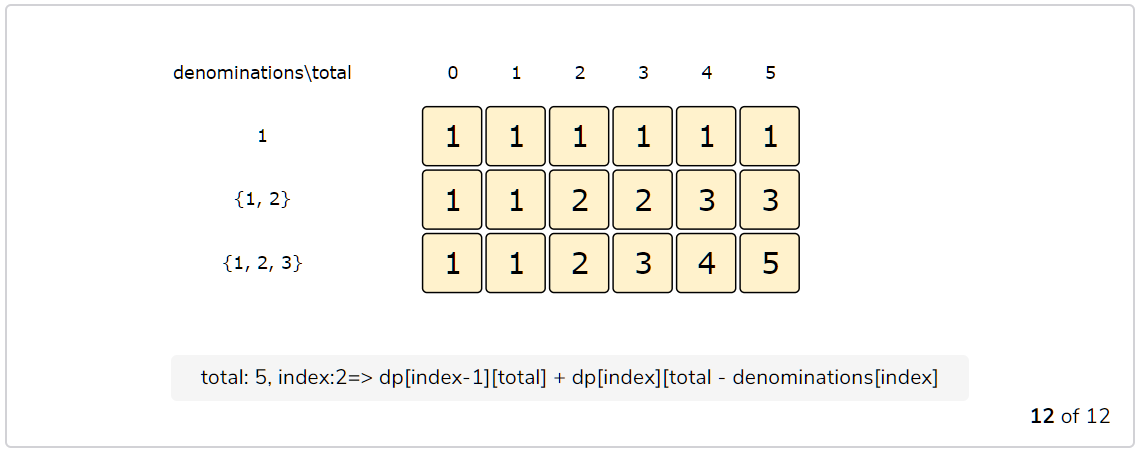 denominations\total 0 1 2 3 4 5
1 1 1 1 1 1 1
{1, 2} 1 1 2 2 3 3
{1, 2, 3} 1 1 2 3 4 5
total: 5, index:2=> dp[index-1][total] + dp[index][total - denominations[index]
12 of 12